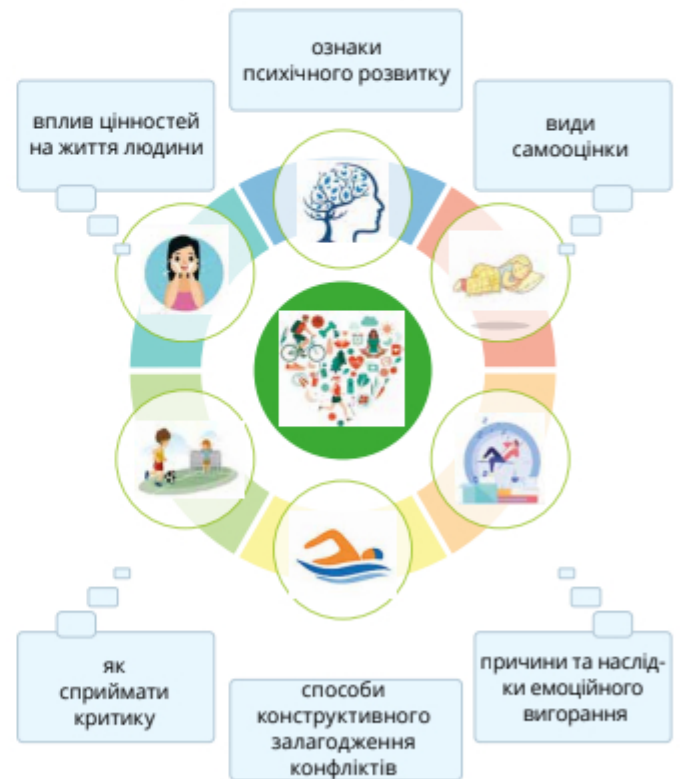 ознаки
психічного розвитку
вплив цінностей
на життя людини
види
самооцінки
як
сприймати
критику
способи
конструктивного
залагодження
конфліктів
причини та наслід-
ки емоційного
вигорання